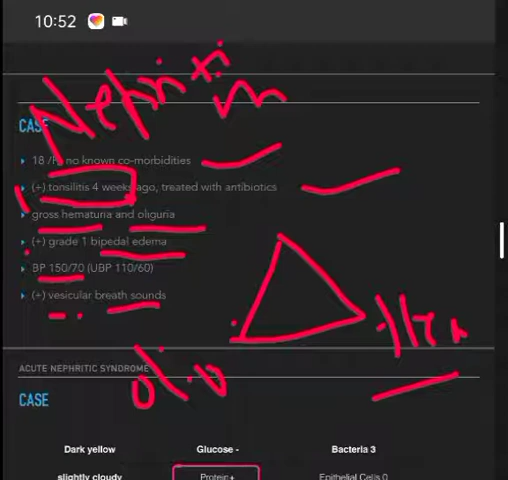 10:52
Nephriti
CASE
18 /F, no known co-morbidities
(+) tonsilitis 4 weeks ago, treated with antibiotics
gross hematuria and oliguria
(+) grade 1 bipedal edema
BP 150/70 (UBP 110/60)
(+) vesicular breath sounds
ACUTE NEPHRITIC SYNDROME
CASE
Dark yellow Glucose - Bacteria 3
slightly cloudy Protein+ Epithelial Cells 0